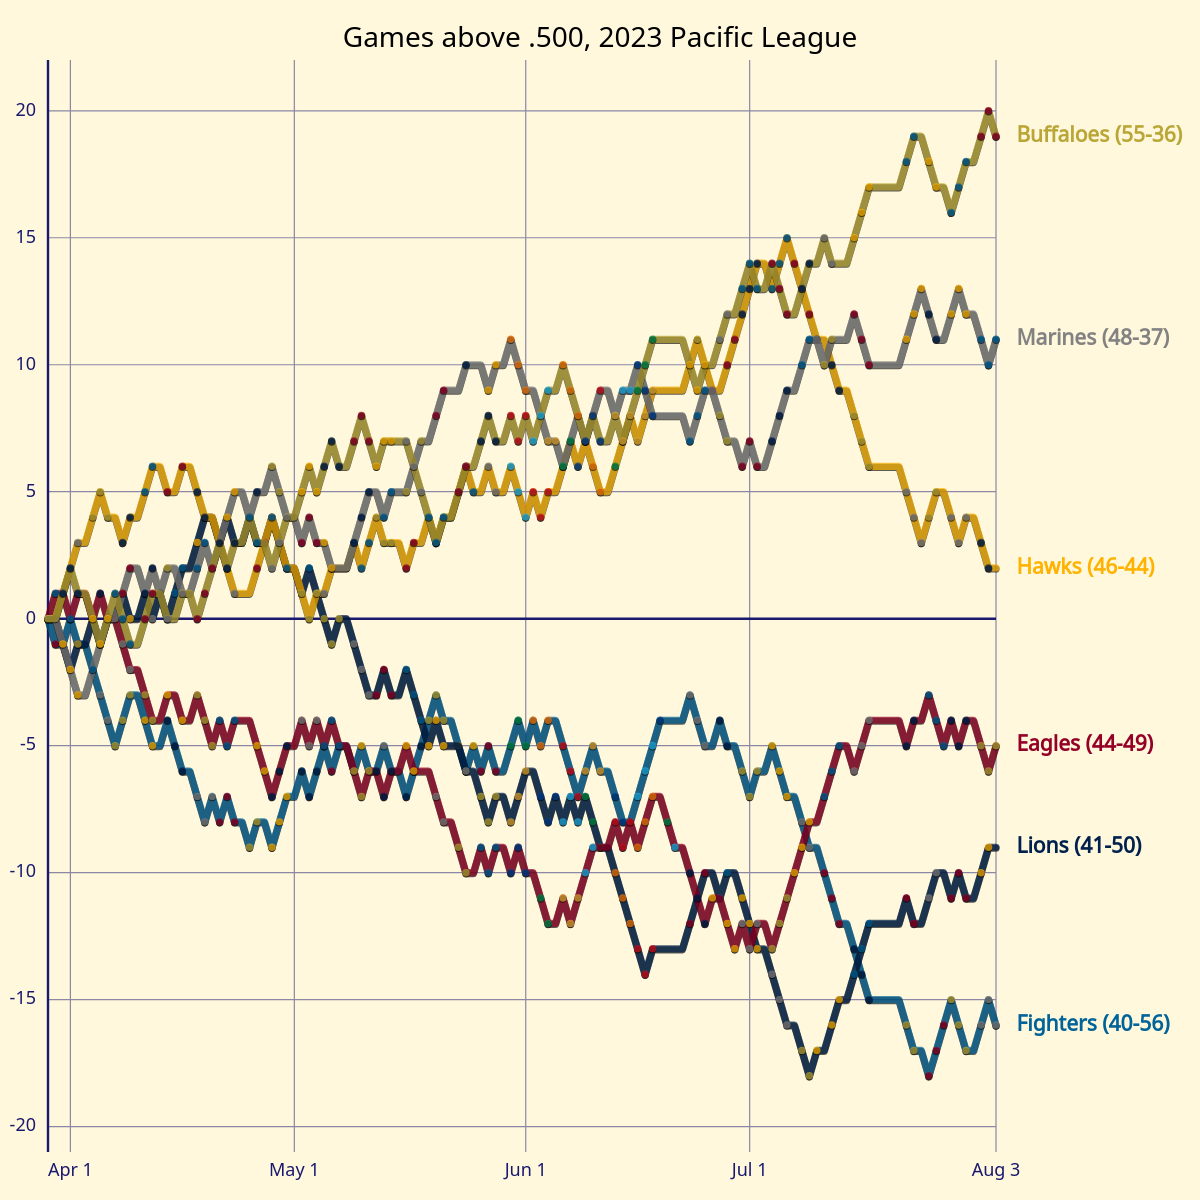 Games above .500, 2023 Pacific League
20
15
10
5
0
-5
-10
-15
-20
Buffaloes (55-36)
Marines (48-37)
Hawks (46-44)
Eagles (44-49)
Lions (41-50)
Fighters (40-56)
Apr 1
May 1
Jun 1
Jul 1
Aug 3